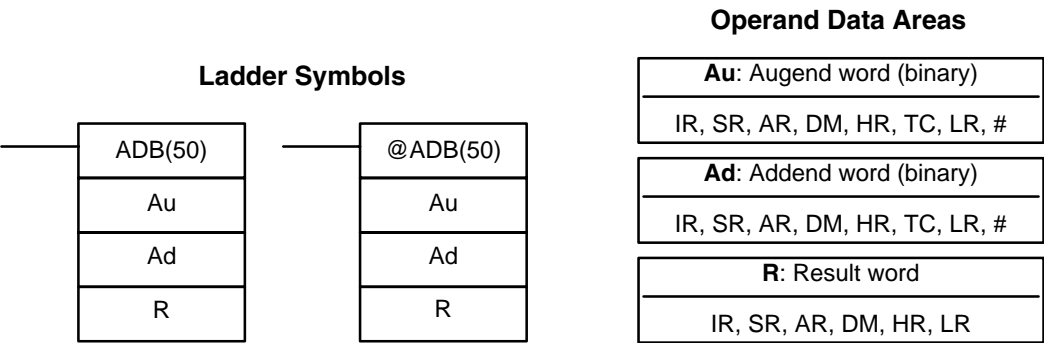 Ladder Symbols
ADB(50)
Au
Ad
R
@ADB(50)
Au
Ad
R
Operand Data Areas
Au: Augend word (binary)
IR, SR, AR, DM, HR, TC, LR, #
Ad: Addend word (binary)
IR, SR, AR, DM, HR, TC, LR, #
R: Result word
IR, SR, AR, DM, HR, LR